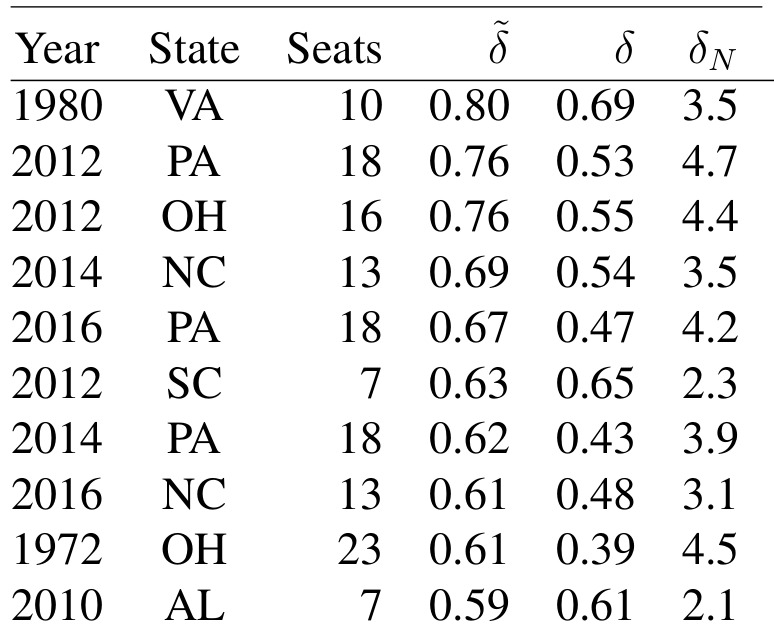 Year State Seats δ̃ δ δN
1980 VA 10 0.80 0.69 3.5
2012 PA 18 0.76 0.53 4.7
2012 OH 16 0.76 0.55 4.4
2014 NC 13 0.69 0.54 3.5
2016 PA 18 0.67 0.47 4.2
2012 SC 7 0.63 0.65 2.3
2014 PA 18 0.62 0.43 3.9
2016 NC 13 0.61 0.48 3.1
1972 OH 23 0.61 0.39 4.5
2010 AL 7 0.59 0.61 2.1